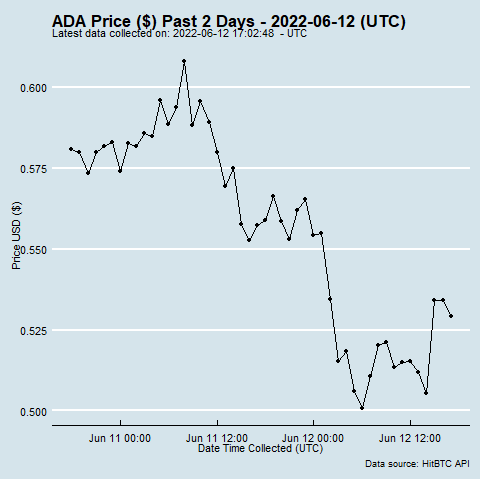 ADA Price ($) Past 2 Days - 2022-06-12 (UTC)
Latest data collected on: 2022-06-12 17:02:48 - UTC
0.600
0.575
0.550
0.525
0.500
Price USD ($)
Jun 11 00:00 Jun 11 12:00 Jun 12 00:00 Jun 12 12:00
Date Time Collected (UTC)
Data source: HitBTC API